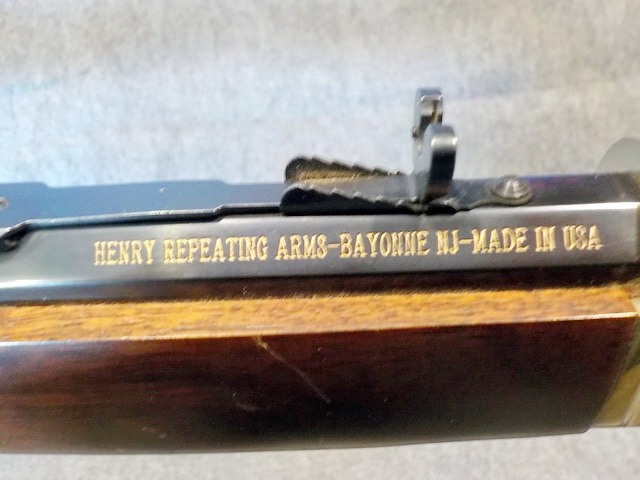 HENRY REPEATING ARMS-BAYONNE NJ-MADE IN USA